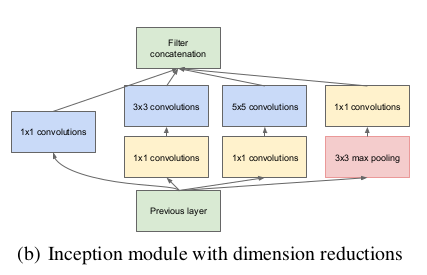 Filter
concatenation
3x3 convolutions
5x5 convolutions
1x1 convolutions
1x1 convolutions
1x1 convolutions
1x1 convolutions
3x3 max pooling
Previous layer
(b) Inception module with dimension reductions